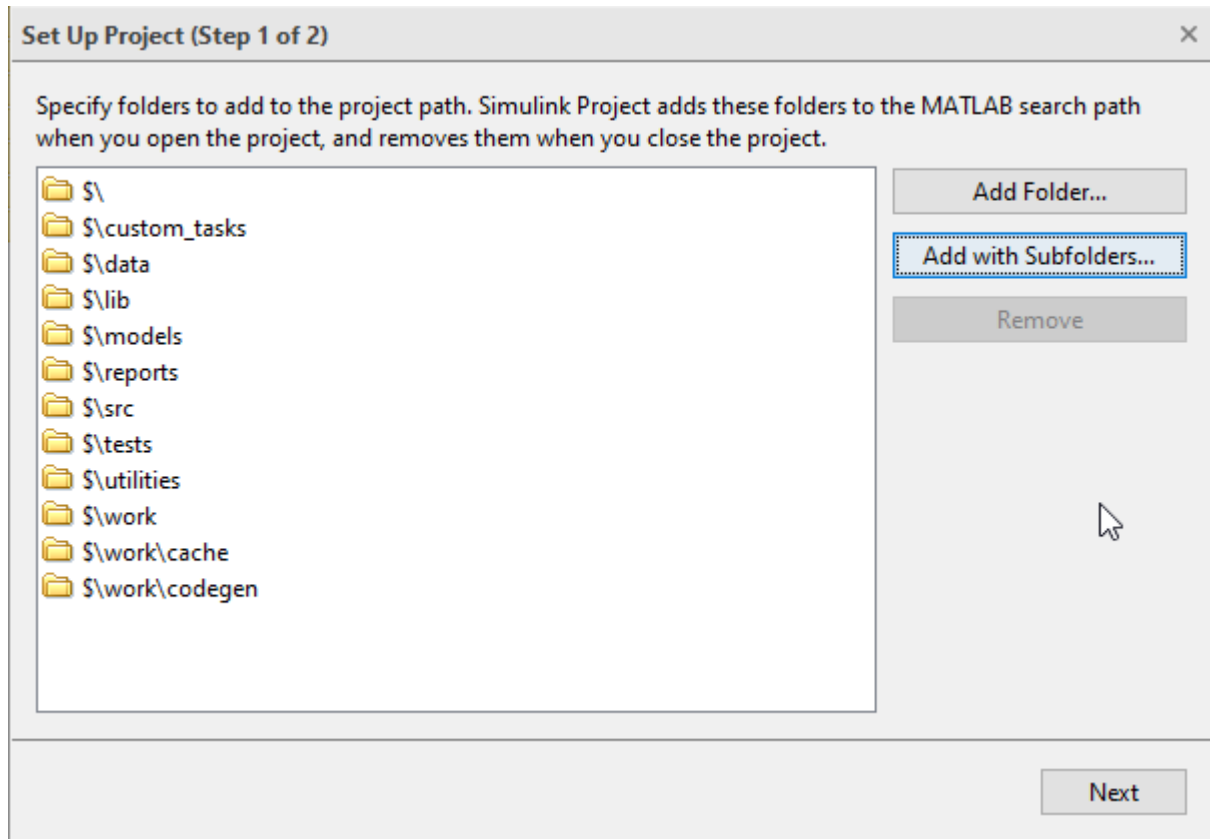 Set Up Project (Step 1 of 2)
Specify folders to add to the project path. Simulink Project adds these folders to the MATLAB search path
when you open the project, and removes them when you close the project.
$\
$\custom_tasks
$\data
$\lib
$\models
$\reports
$\src
$\tests
$\utilities
$\work
$\work\cache
$\work\codegen
Add Folder...
Add with Subfolders...
Remove
Next